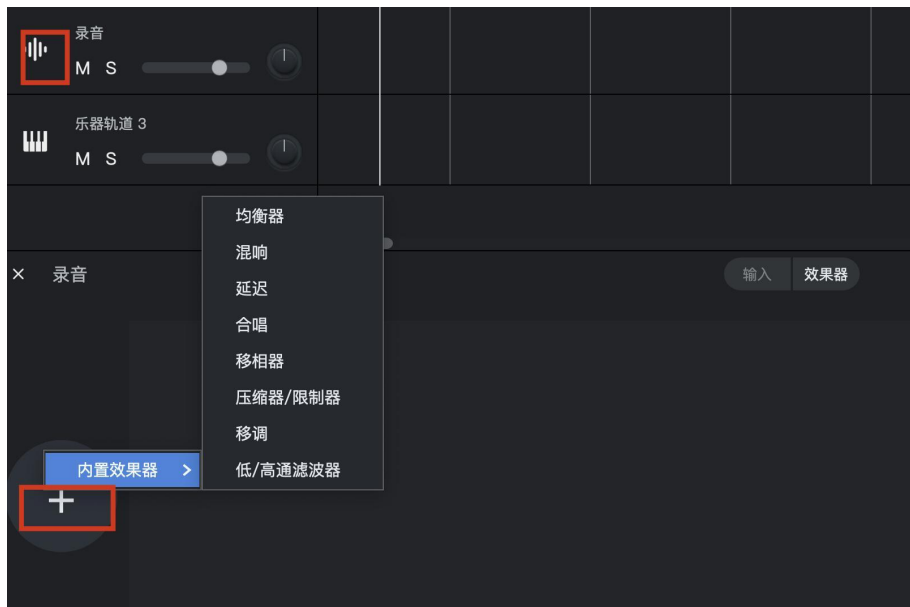 录音
M S
乐器轨道 3
M S
均衡器
混响
× 录音
输入 效果器
延迟
合唱
移相器
压缩器/限制器
移调
内置效果器 >
低/高通滤波器
+